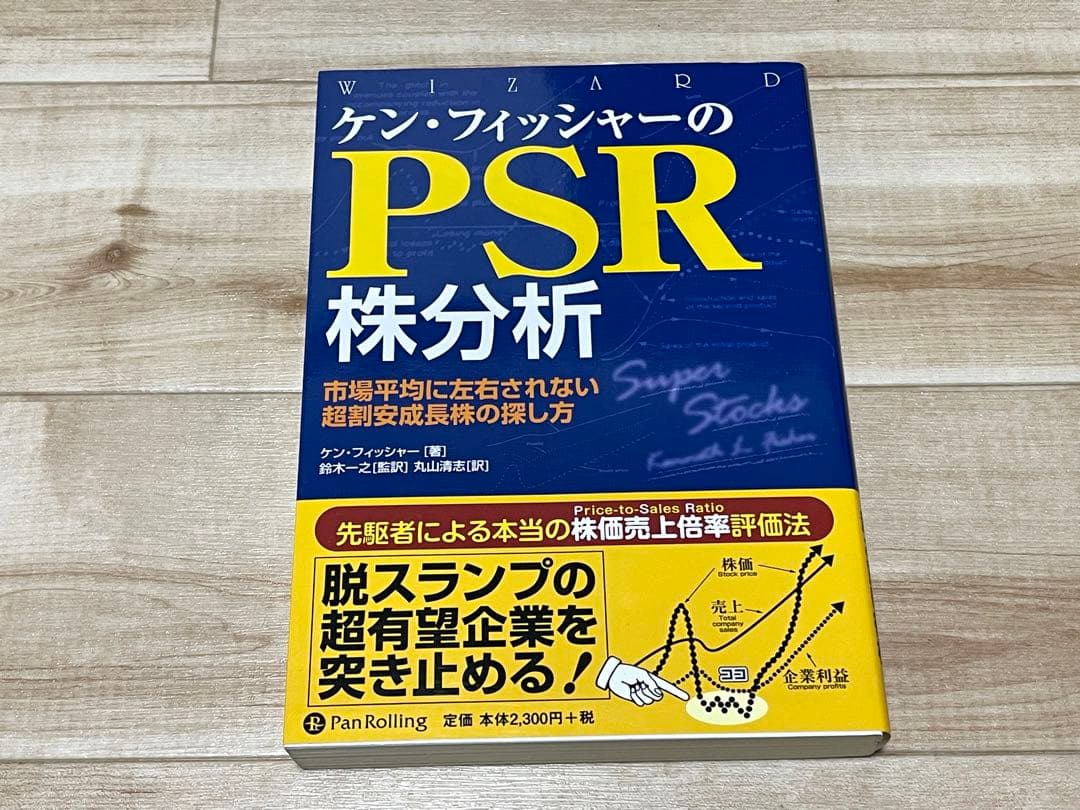 WIZARD
ケン・フィッシャーの
PSR
株分析
市場平均に左右されない
超割安成長株の探し方
Super
Stocks
Kenneth L. Fisher
ケン・フィッシャー [著]
鈴木一之[監訳] 丸山清志[訳]
Price-to-Sales Ratio
先駆者による本当の株価売上倍率評価法
脱スランプの
超有望企業を
突き止める!
株価
Stock price
売上
Total
company
sales
ココ
企業利益
Company profits
PanRolling 定価 本体2,300円+税